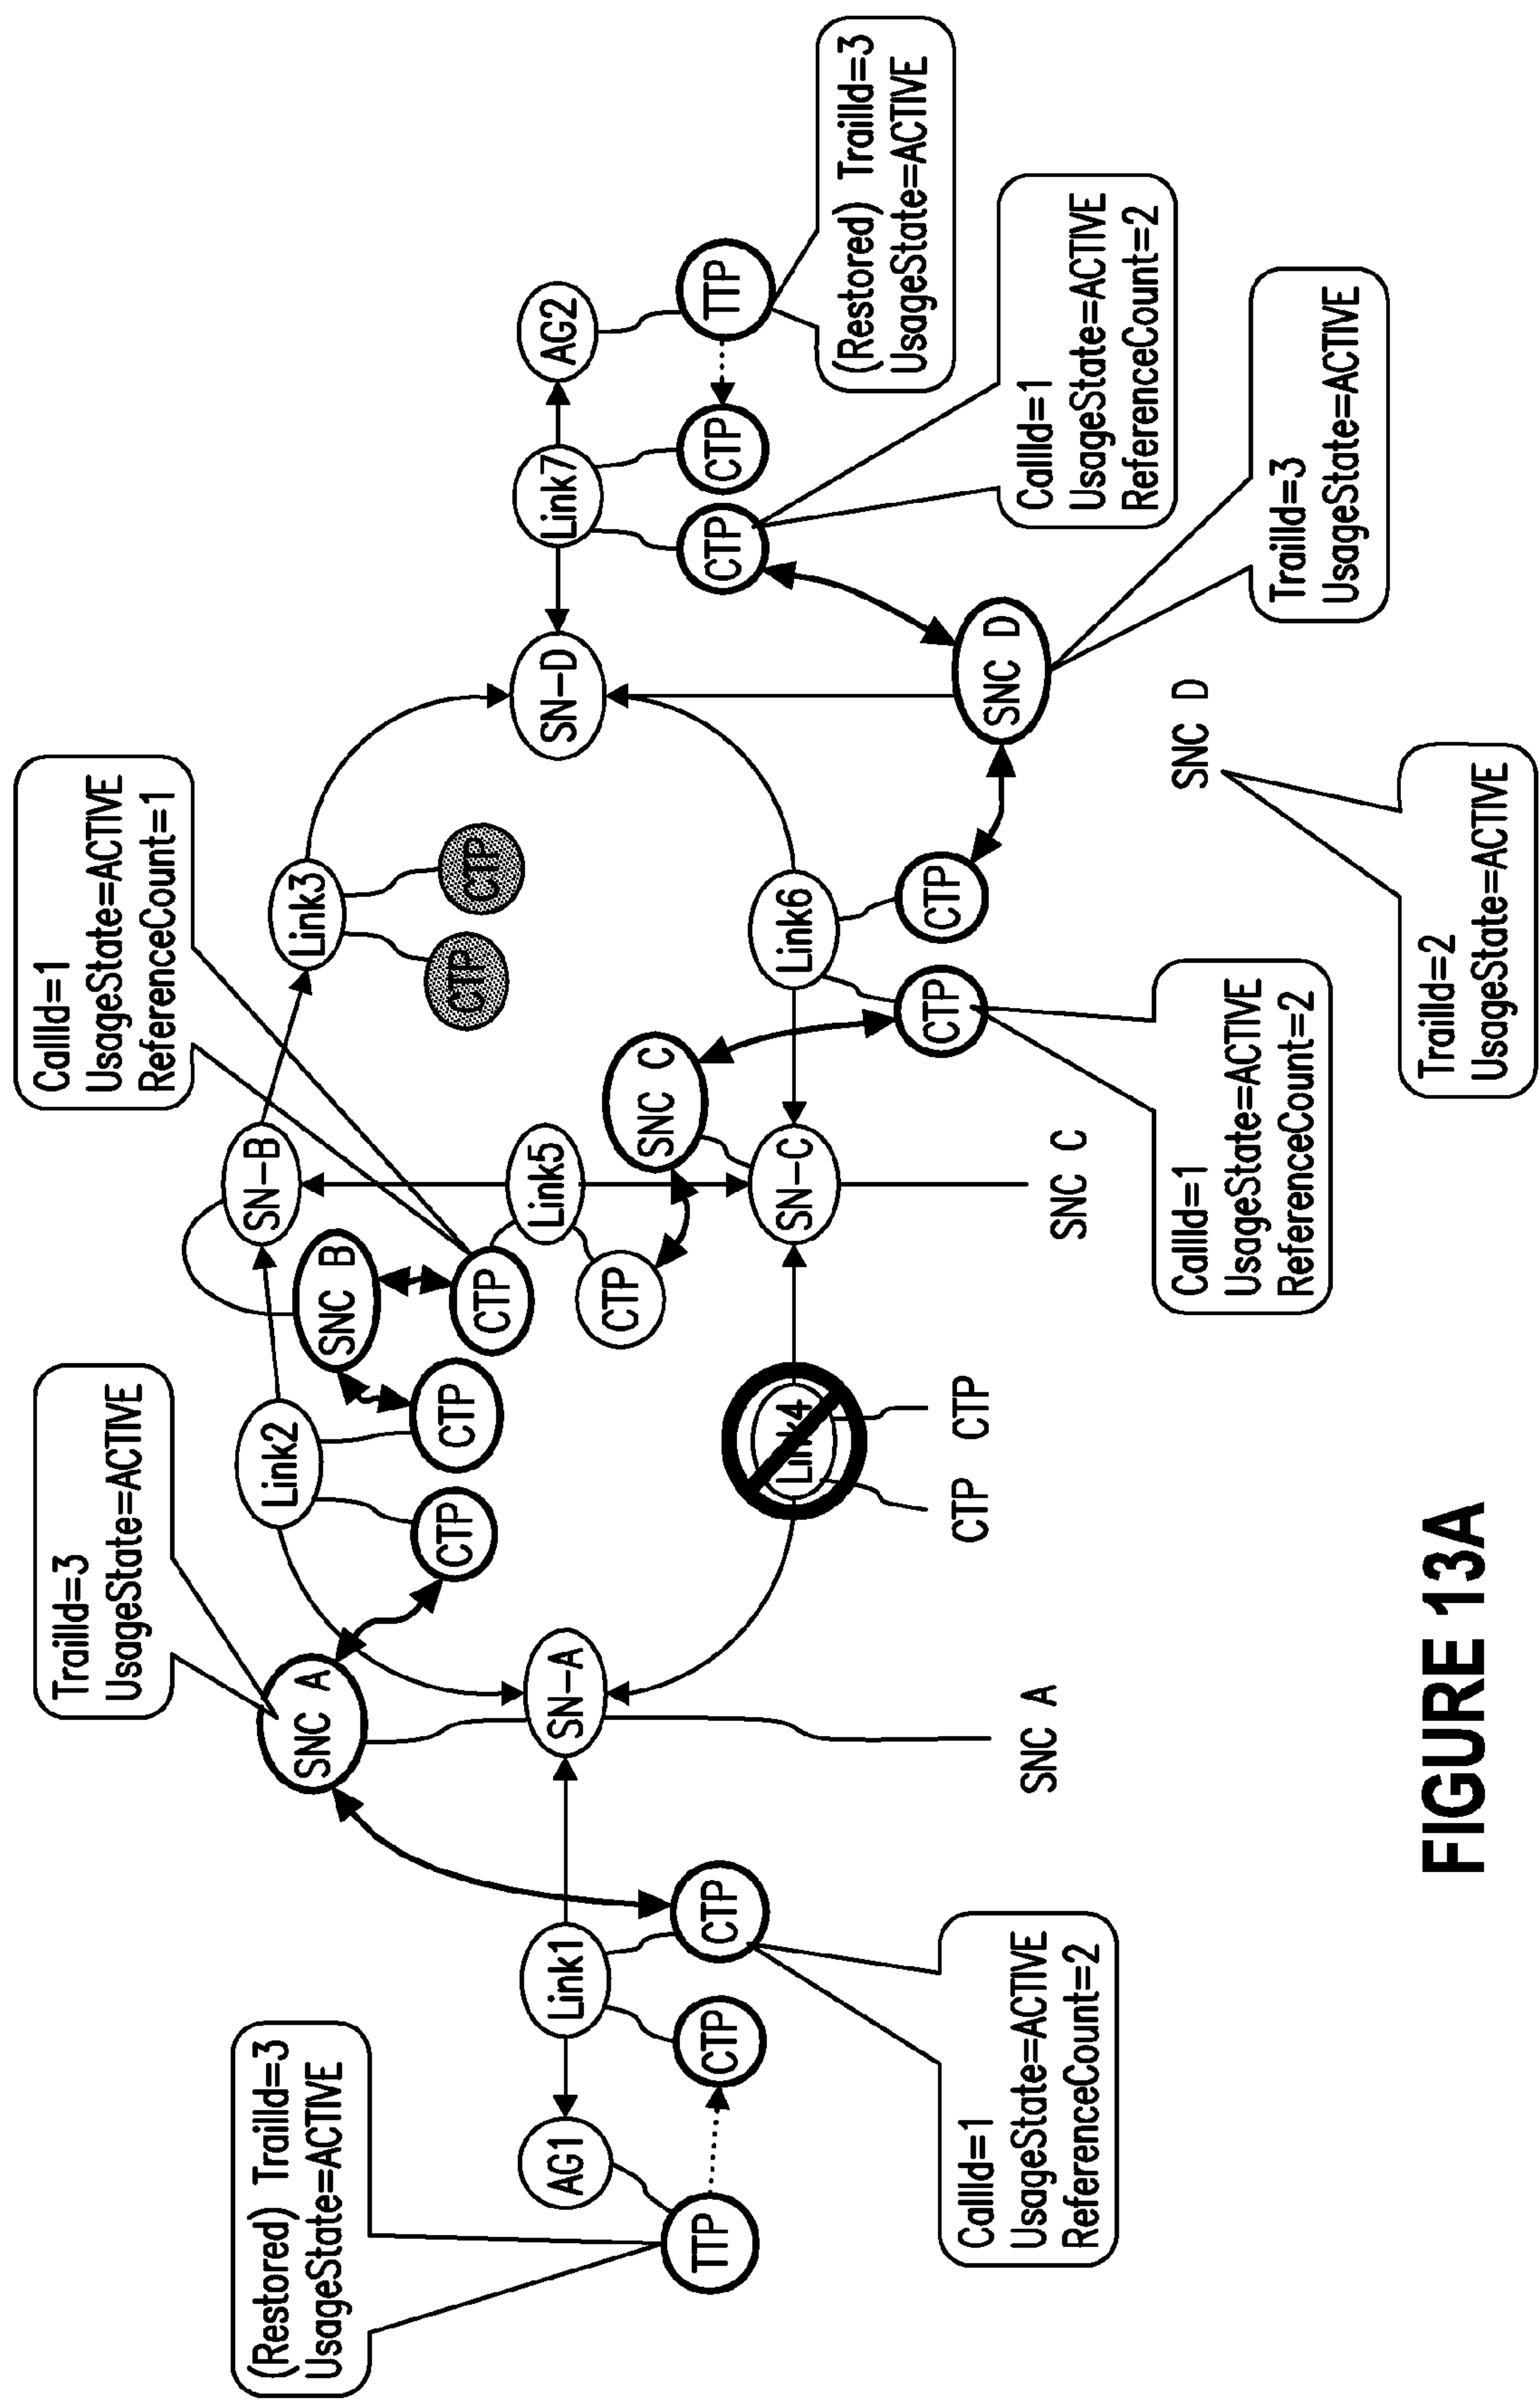 (Restored) TrailId=3
UsageState=ACTIVE
TrailId=3
UsageState=ACTIVE
CallId=1
UsageState=ACTIVE
ReferenceCount=1
SNC A
Link2
SNC B
SN-B
Link3
CTP
CTP
CTP
CTP
CTP
CTP
AG1
Link1
SN-A
Link5
SN-D
Link7
AG2
SNC C
TTP
CTP
CTP
Link4
SN-C
Link6
CTP
CTP
TTP
CTP
CTP
SNC D
CTP
CTP
SNC A
SNC C
SNC D
(Restored) TrailId=3
UsageState=ACTIVE
CallId=1
UsageState=ACTIVE
ReferenceCount=2
CallId=1
UsageState=ACTIVE
ReferenceCount=2
CallId=1
UsageState=ACTIVE
ReferenceCount=2
TrailId=3
UsageState=ACTIVE
TrailId=2
UsageState=ACTIVE
CTP
FIGURE 13A